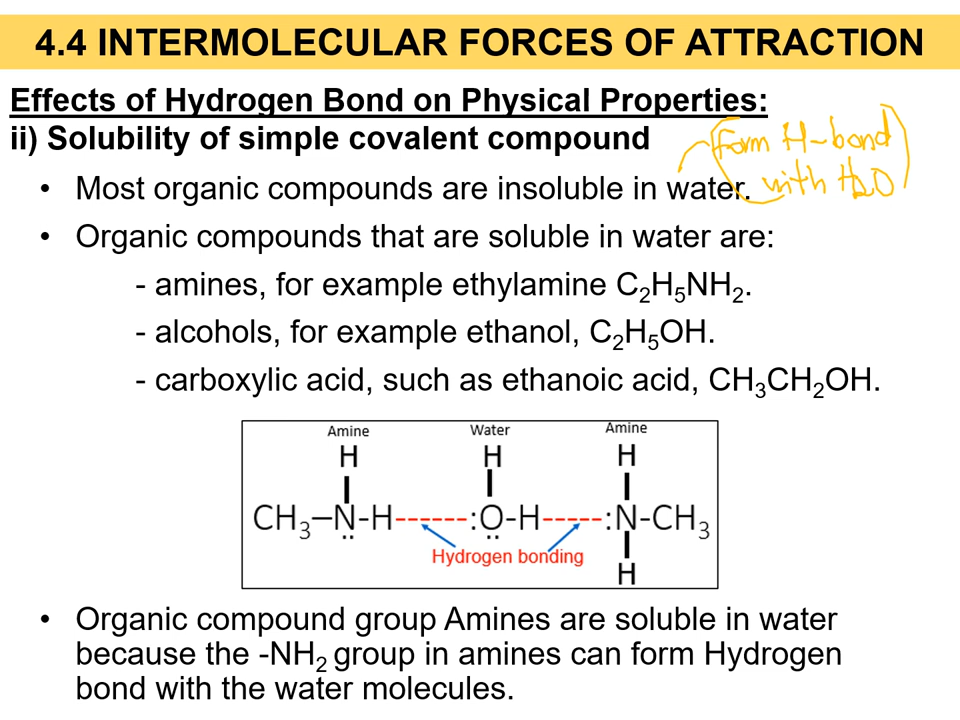 4.4 INTERMOLECULAR FORCES OF ATTRACTION
Effects of Hydrogen Bond on Physical Properties:
ii) Solubility of simple covalent compound
form H-bond
with H2O
• Most organic compounds are insoluble in water.
• Organic compounds that are soluble in water are:
- amines, for example ethylamine C₂H₅NH₂.
- alcohols, for example ethanol, C₂H₅OH.
- carboxylic acid, such as ethanoic acid, CH₃CH₂OH.
Amine Water Amine
H H H
CH₃–N-H------:O-H-----:N-CH₃
Hydrogen bonding
H
• Organic compound group Amines are soluble in water
because the -NH₂ group in amines can form Hydrogen
bond with the water molecules.